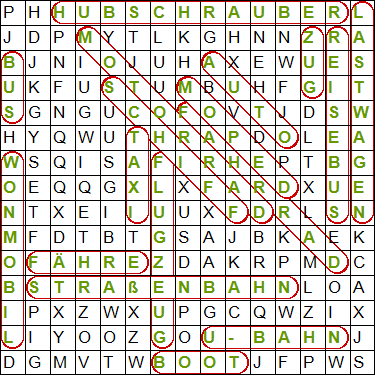 P H H U B S C H R A U B E R L
J D P M Y T L K G H N N Z R A
B J N I O J U H A X E W U E S
U K F U S T U M B U H F G I T
S G N G U C O F O V T J D S W
H Y Q W U T H R A P D O L E A
W S Q I S A F I R H E P T B G
O E Q Q G X L X F A R D X U E
N T X E I I U U X F D R L S N
M F D T B T G S A J B K A E K
O F Ä H R E Z D A K R P M D C
B S T R A ß E N B A H N L O A
I P X Z W X U P G C Q W Z I X
L I Y O O Z G O U - B A H N J
D G M V T W B O O T J F P W S